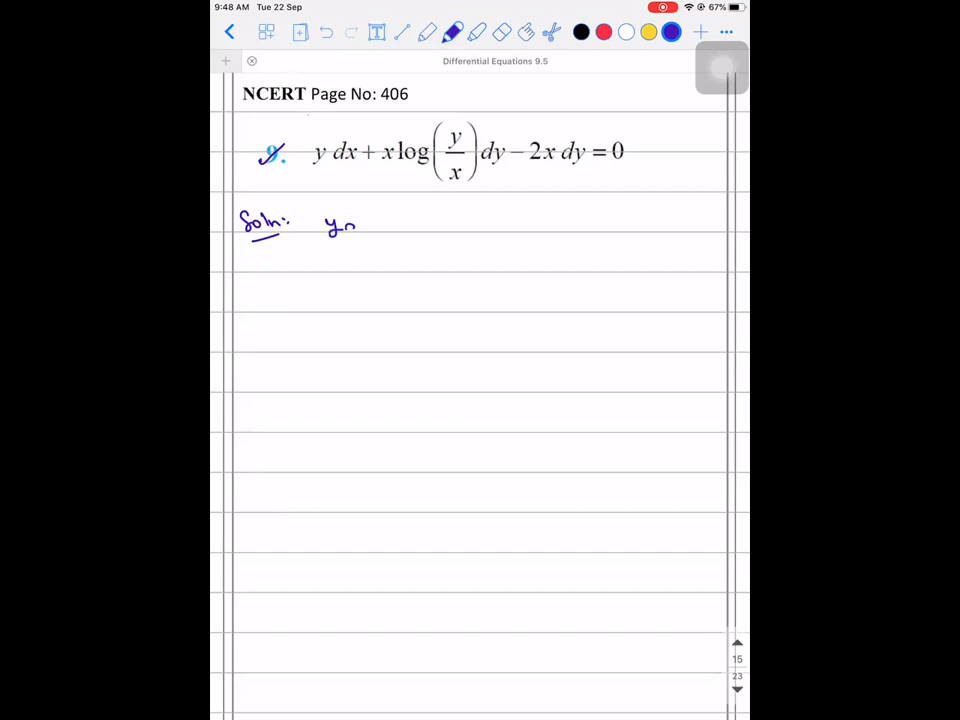 9:48 AM Tue 22 Sep 67%
Differential Equations 9.5
NCERT Page No: 406
9. y dx + x log(y/x) dy − 2x dy = 0
Soln:
15
23